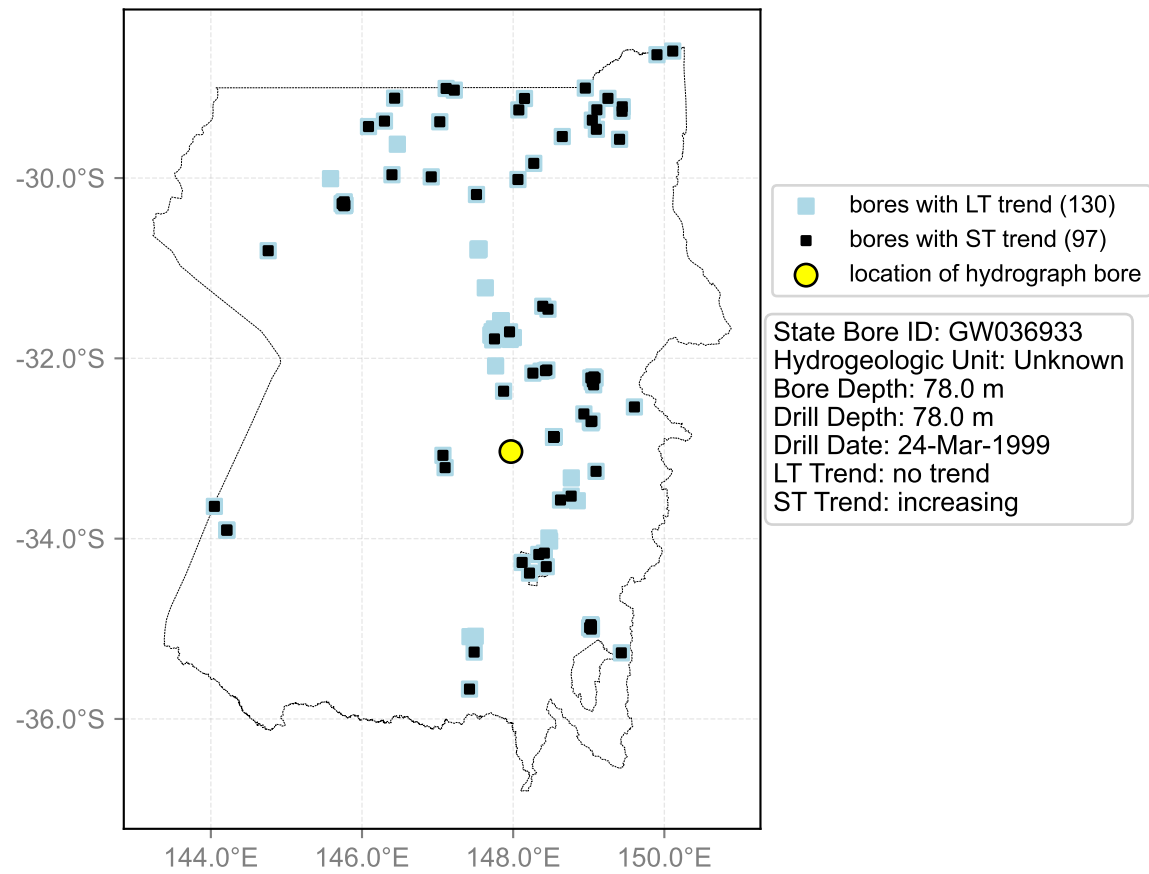 -30.0°S
-32.0°S
-34.0°S
-36.0°S
144.0°E 146.0°E 148.0°E 150.0°E
bores with LT trend (130)
bores with ST trend (97)
location of hydrograph bore
State Bore ID: GW036933
Hydrogeologic Unit: Unknown
Bore Depth: 78.0 m
Drill Depth: 78.0 m
Drill Date: 24-Mar-1999
LT Trend: no trend
ST Trend: increasing